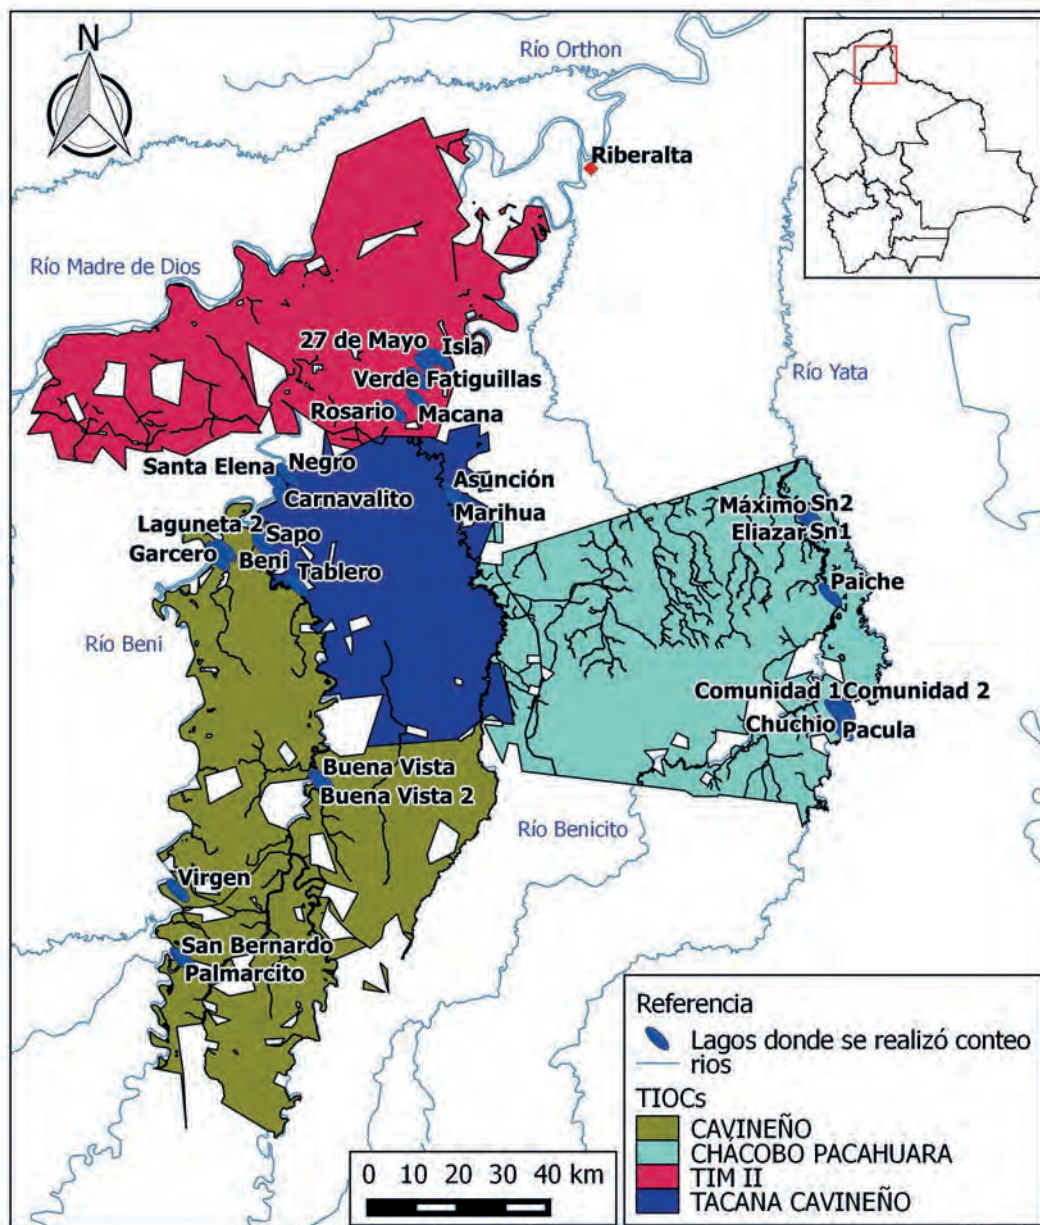 N
Río Orthon
Riberalta
Río Madre de Dios
27 de Mayo Isla
Verde Fatiguillas
Río Yata
Rosario Macana
Santa Elena Negro
Asunción
Carnavalito
Marihua
Máximo Sn2
Laguneta 2 Sapo
Eliazar Sn1
Garcero Beni Tablero
Paiche
Río Beni
Comunidad 1 Comunidad 2
Chuchio Pacula
Buena Vista
Buena Vista 2
Río Benicito
Virgen
San Bernardo
Palmarcito
Referencia
Lagos donde se realizó conteo
rios
TIOCs
CAVINEÑO
CHÁCOBO PACAHUARA
TIM II
TACANA CAVINEÑO
0 10 20 30 40 km